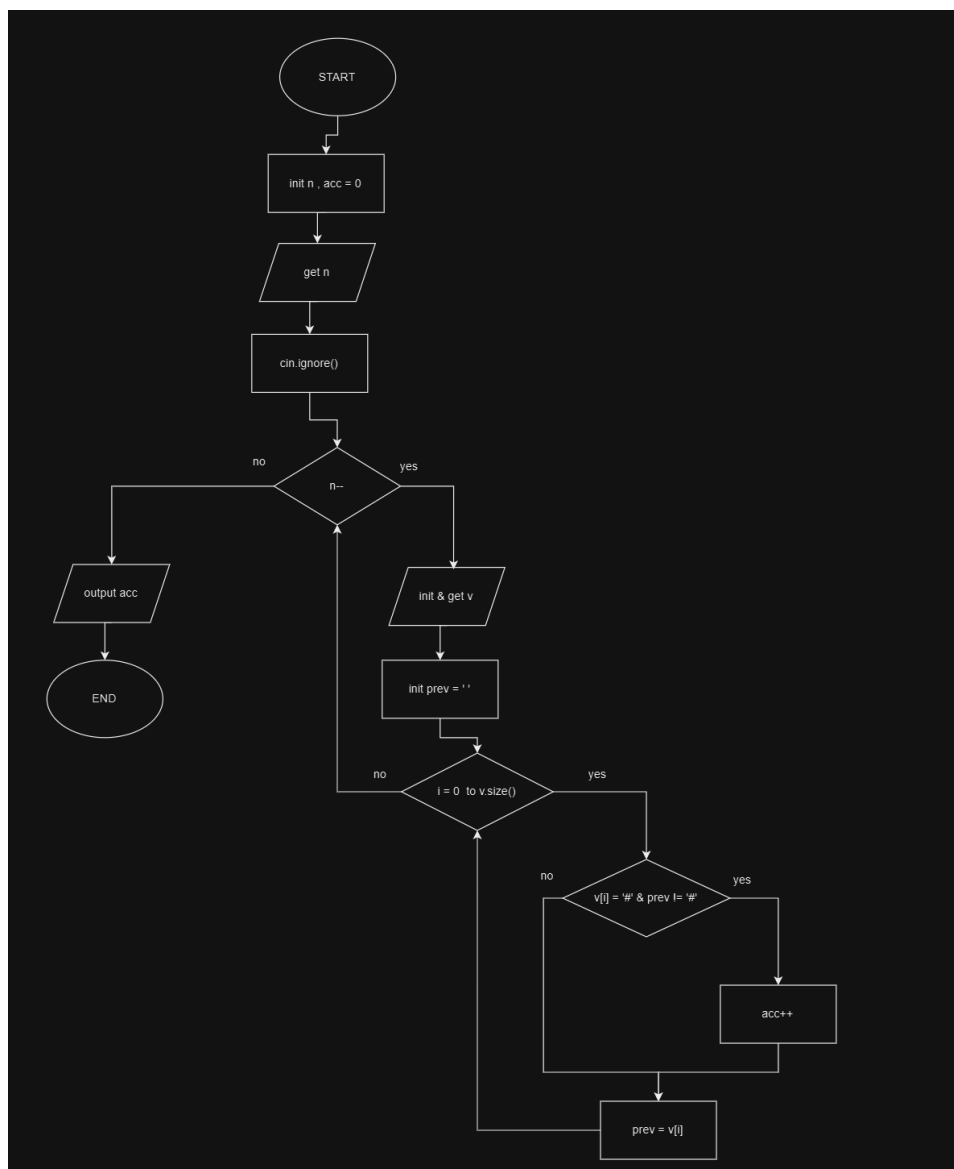 START
init n , acc = 0
get n
cin.ignore()
no
yes
n--
output acc
init & get v
END
init prev = ' '
no
yes
i = 0  to v.size()
no
yes
v[i] = '#' & prev != '#'
acc++
prev = v[i]